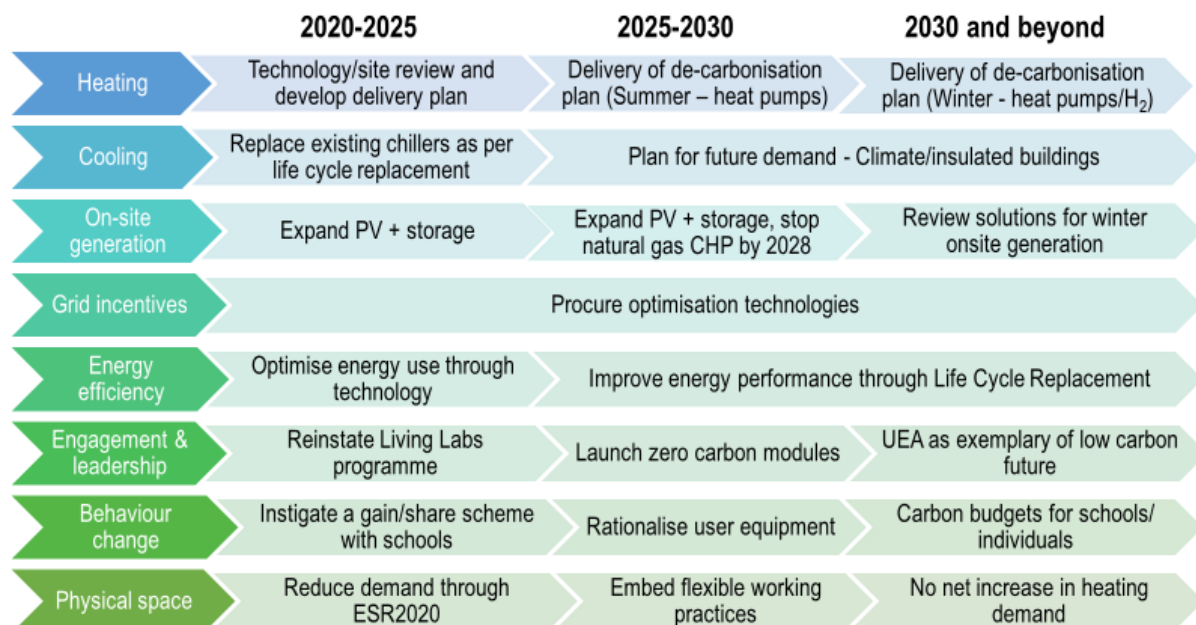 2020-2025 2025-2030 2030 and beyond
Heating
Technology/site review and
develop delivery plan
Delivery of de-carbonisation
plan (Summer – heat pumps)
Delivery of de-carbonisation
plan (Winter - heat pumps/H₂)
Cooling
Replace existing chillers as per
life cycle replacement
Plan for future demand - Climate/insulated buildings
On-site
generation
Expand PV + storage
Expand PV + storage, stop
natural gas CHP by 2028
Review solutions for winter
onsite generation
Grid incentives
Procure optimisation technologies
Energy
efficiency
Optimise energy use through
technology
Improve energy performance through Life Cycle Replacement
Engagement &
leadership
Reinstate Living Labs
programme
Launch zero carbon modules
UEA as exemplary of low carbon
future
Behaviour
change
Instigate a gain/share scheme
with schools
Rationalise user equipment
Carbon budgets for schools/
individuals
Physical space
Reduce demand through
ESR2020
Embed flexible working
practices
No net increase in heating
demand